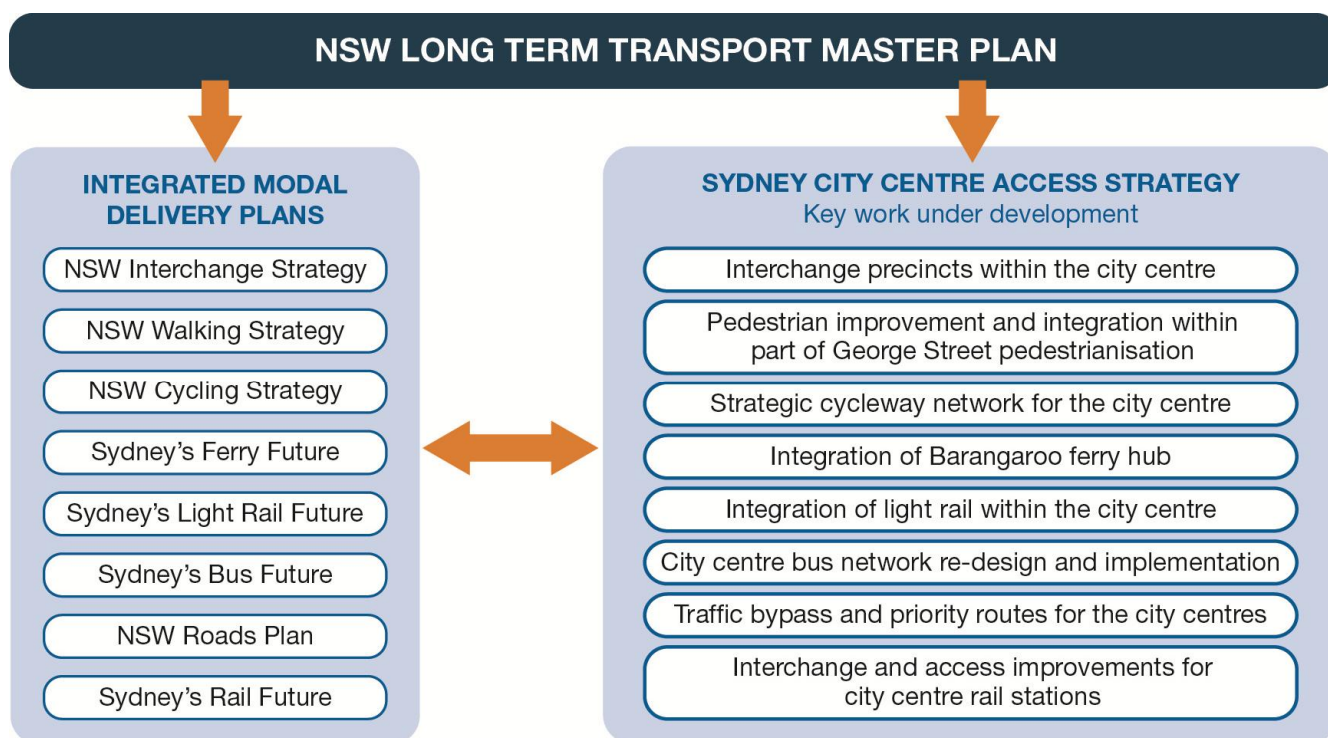 NSW LONG TERM TRANSPORT MASTER PLAN
INTEGRATED MODAL
DELIVERY PLANS
NSW Interchange Strategy
NSW Walking Strategy
NSW Cycling Strategy
Sydney’s Ferry Future
Sydney’s Light Rail Future
Sydney’s Bus Future
NSW Roads Plan
Sydney’s Rail Future
SYDNEY CITY CENTRE ACCESS STRATEGY
Key work under development
Interchange precincts within the city centre
Pedestrian improvement and integration within
part of George Street pedestrianisation
Strategic cycleway network for the city centre
Integration of Barangaroo ferry hub
Integration of light rail within the city centre
City centre bus network re-design and implementation
Traffic bypass and priority routes for the city centres
Interchange and access improvements for
city centre rail stations